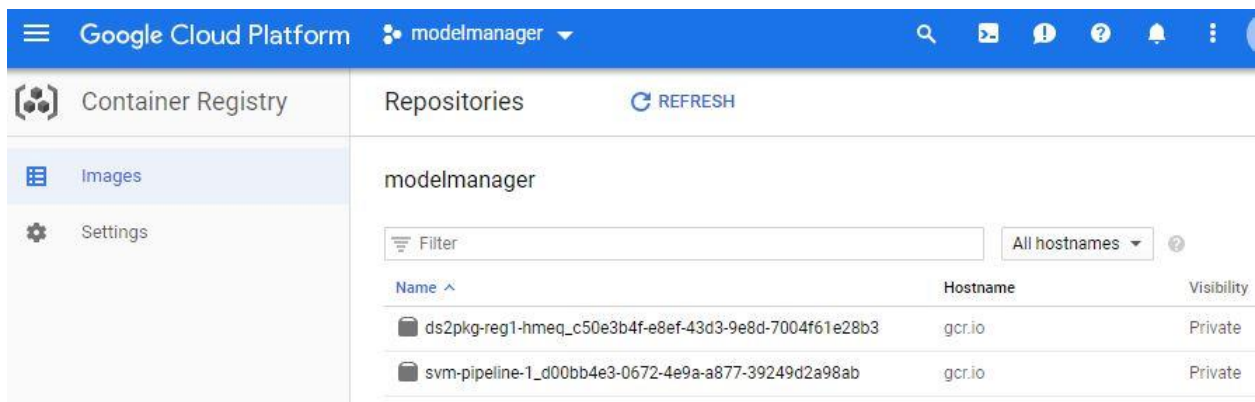 Google Cloud Platform modelmanager
Container Registry
Repositories REFRESH
Images
Settings
modelmanager
Filter All hostnames
Name Hostname Visibility
ds2pkg-reg1-hmeq_c50e3b4f-e8ef-43d3-9e8d-7004f61e28b3 gcr.io Private
svm-pipeline-1_d00bb4e3-0672-4e9a-a877-39249d2a98ab gcr.io Private